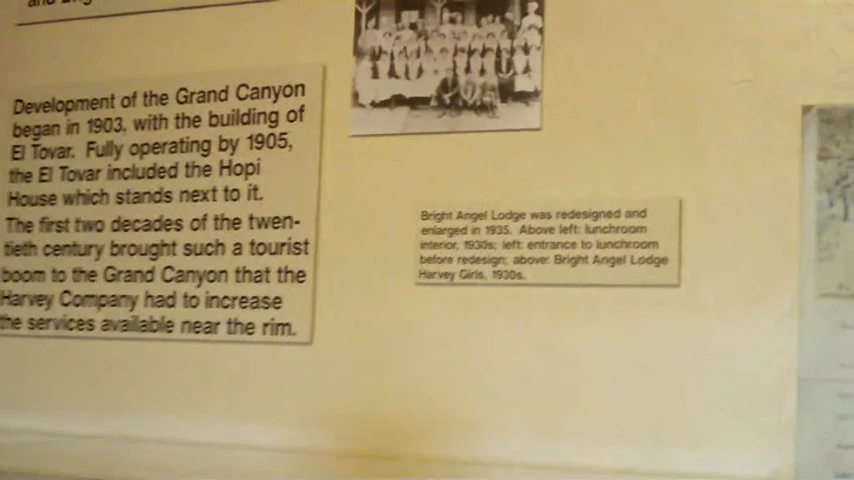 Development of the Grand Canyon
began in 1903, with the building of
El Tovar. Fully operating by 1905,
the El Tovar included the Hopi
House which stands next to it.
The first two decades of the twen-
tieth century brought such a tourist
boom to the Grand Canyon that the
Harvey Company had to increase
the services available near the rim.
Bright Angel Lodge was redesigned and
enlarged in 1935. Above left: lunchroom
interior, 1930s; left: entrance to lunchroom
before redesign; above: Bright Angel Lodge
Harvey Girls, 1930s.